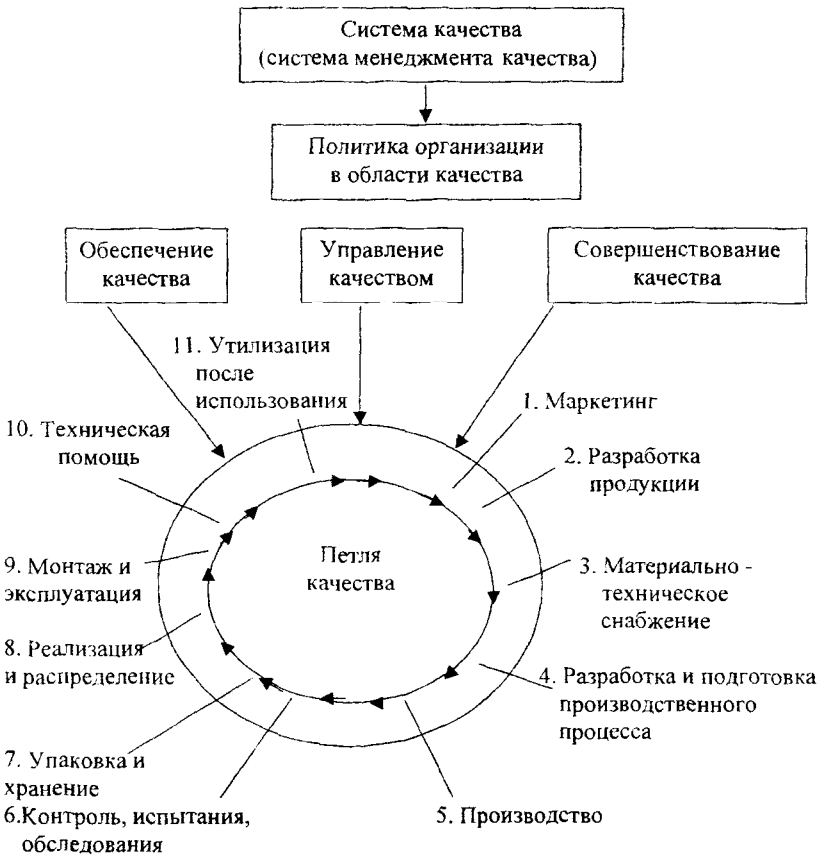 Система качества
(система менеджмента качества)
Политика организации
в области качества
Обеспечение
качества
Управление
качеством
Совершенствование
качества
11. Утилизация
после
использования
1. Маркетинг
10. Техническая
помощь
2. Разработка
продукции
Петля
качества
9. Монтаж и
эксплуатация
3. Материально -
техническое
снабжение
8. Реализация
и распределение
4. Разработка и подготовка
производственного
процесса
7. Упаковка и
хранение
6.Контроль, испытания,
обследования
5. Производство